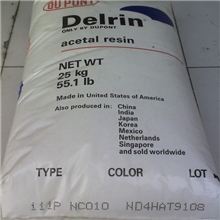 DU PONT
Delrin
ONLY BY DUPONT
acetal resin
NET WT
25 kg
55.1 lb
Made in United States of America
Also produced in: China
India
Japan
Korea
Mexico
Netherlands
Singapore
and sold worldwide
TYPE COLOR LOT
111P NC010 ND4HAT9108